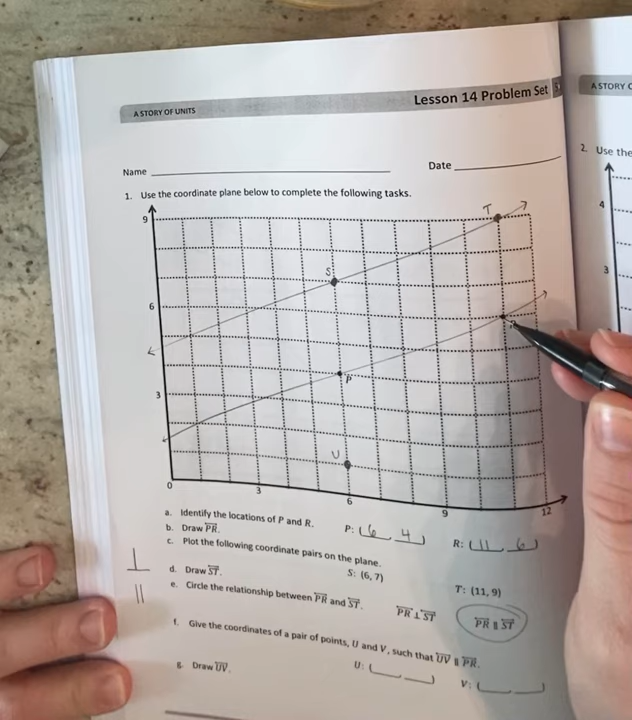 A STORY OF UNITS
Lesson 14 Problem Set
A STORY
Name
Date
1. Use the coordinate plane below to complete the following tasks.
2. Use the
T
9
4
S
3
6
P
3
U
0
3
6
9
12
a. Identify the locations of P and R.
P: (6, 4)
R: (11, 6)
b. Draw PR.
c. Plot the following coordinate pairs on the plane.
S: (6, 7)
T: (11, 9)
d. Draw ST.
⊥
e. Circle the relationship between PR and ST.
PR ⊥ ST
PR ∥ ST
||
f. Give the coordinates of a pair of points, U and V, such that UV ∥ PR.
U: (__, __)
V: (__, __)
g. Draw UV.